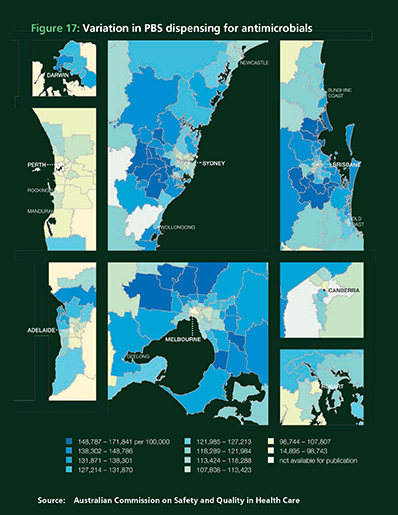 Figure 17: Variation in PBS dispensing for antimicrobials
DARWIN
NEWCASTLE
SUNSHINE
COAST
PERTH
SYDNEY
BRISBANE
ROCKING
MANDURAH
WOLLONGONG
OLD
COAST
ADELAIDE
MELBOURNE
GEELONG
CANBERRA
HOBART
148,787 – 171,841 per 100,000
138,302 – 148,786
131,871 – 138,301
127,214 – 131,870
121,985 – 127,213
118,289 – 121,984
113,424 – 118,288
107,808 – 113,423
98,744 – 107,807
14,895 – 98,743
not available for publication
Source: Australian Commission on Safety and Quality in Health Care